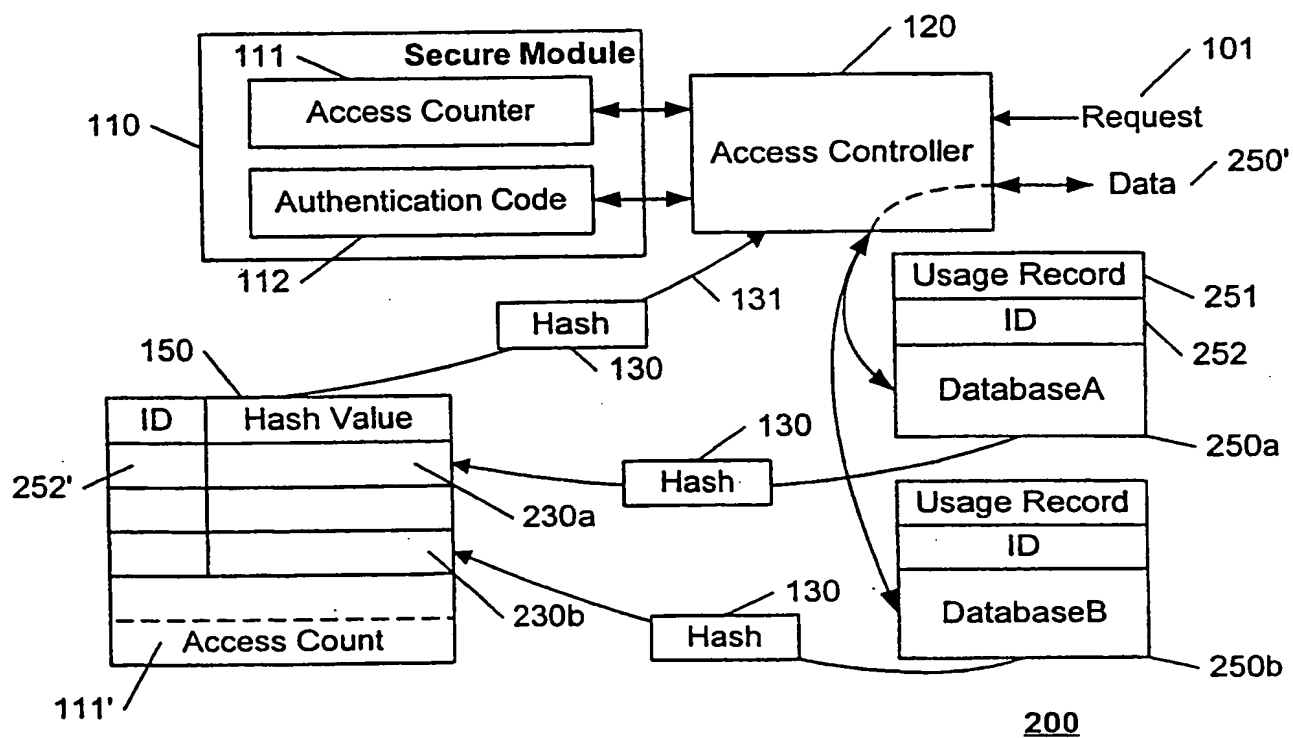 111
Secure Module
120
101
Access Counter
Request
110
Access Controller
250'
Data
Authentication Code
112
131
Usage Record
251
Hash
ID
252
150
130
DatabaseA
ID
Hash Value
130
250a
252'
Hash
230a
Usage Record
ID
130
230b
DatabaseB
Hash
Access Count
250b
111'
200